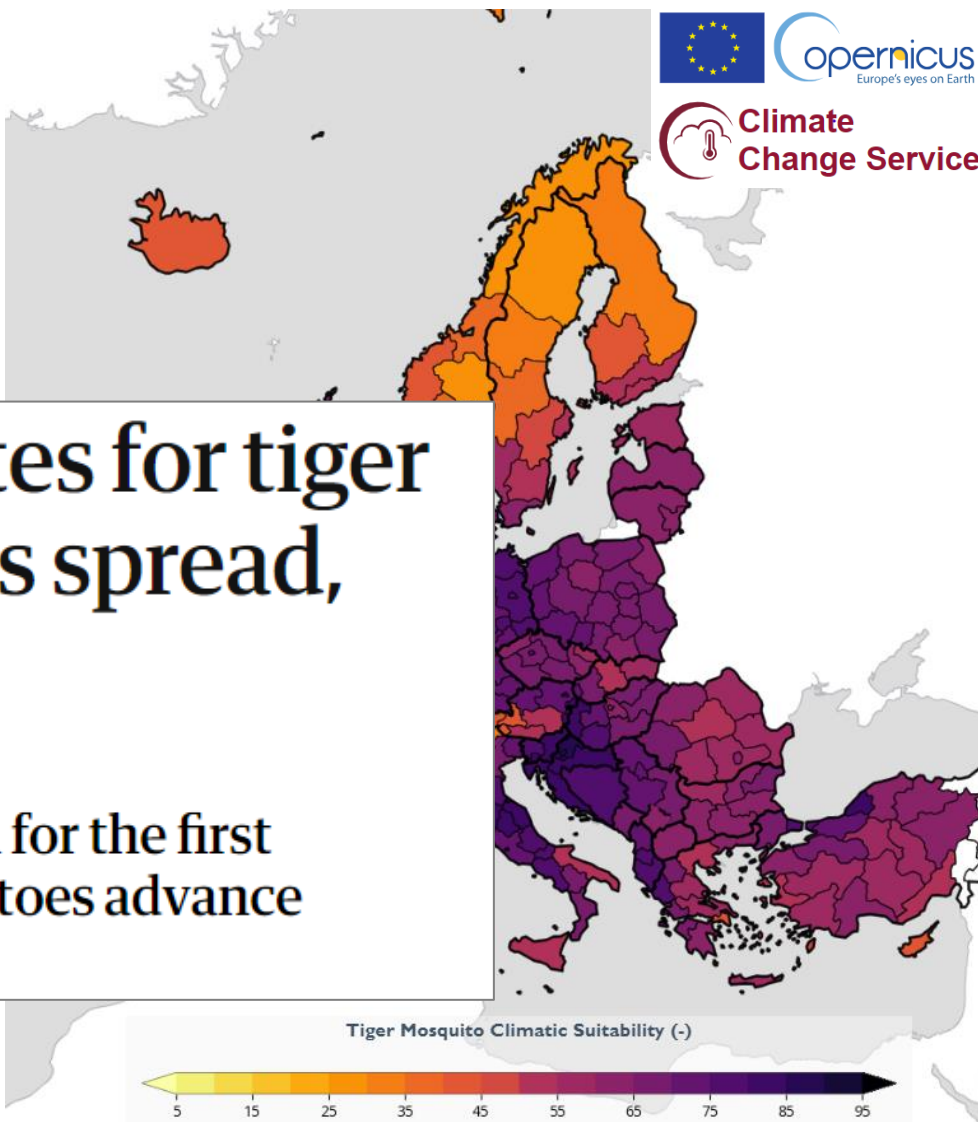 opernicus
Europe's eyes on Earth
Climate
Change Service
tes for tiger
s spread,
for the first
toes advance
Tiger Mosquito Climatic Suitability (-)
5 15 25 35 45 55 65 75 85 95